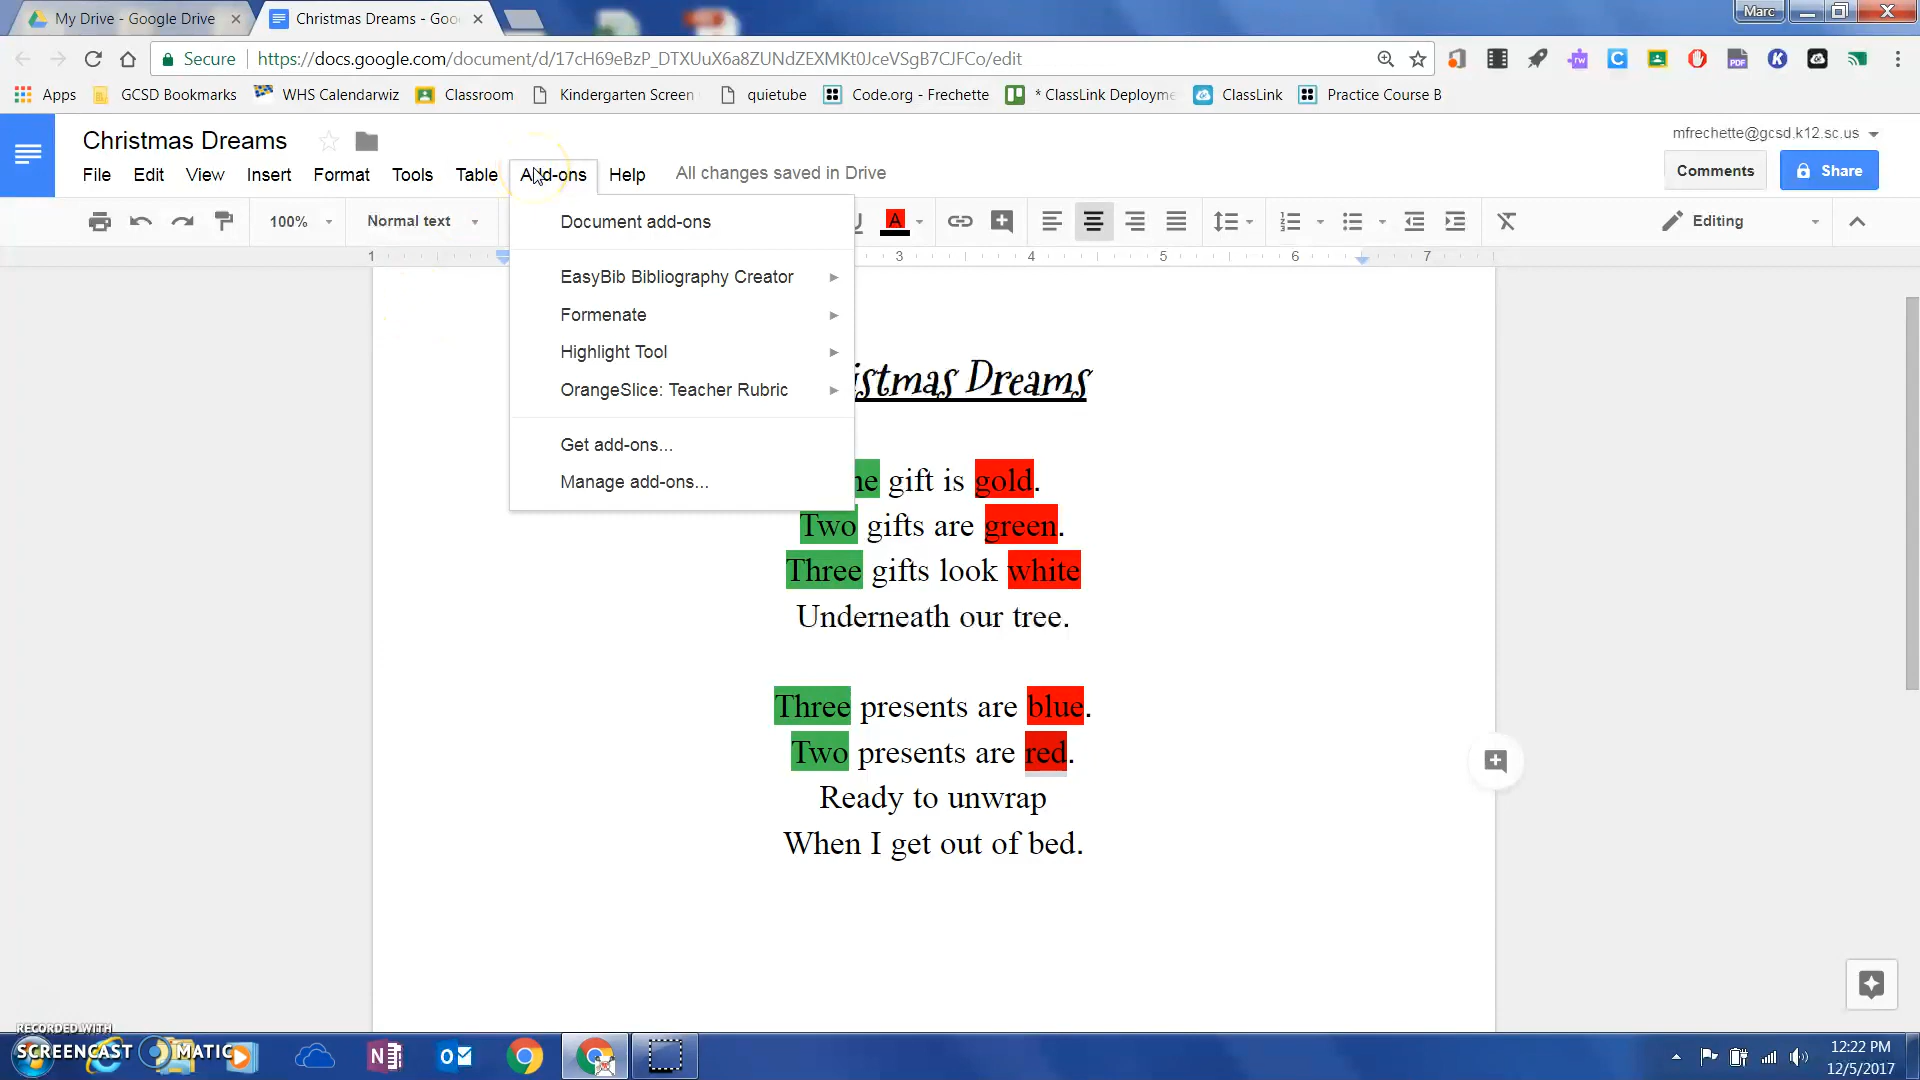 My Drive - Google Drive
Christmas Dreams - Goo
Marc
Secure
https://docs.google.com/document/d/17cH69eBzP_DTXUuX6a8ZUNdZEXMKt0JceVSgB7CJFCo/edit
Apps
GCSD Bookmarks
WHS Calendarwiz
Classroom
Kindergarten Screen
quietube
Code.org - Frechette
* ClassLink Deployme
ClassLink
Practice Course B
Christmas Dreams
mfrechette@gcsd.k12.sc.us
File Edit View Insert Format Tools Table Add-ons Help
All changes saved in Drive
Comments
Share
100%
Normal text
Editing
1 3 4 5 6 7
Document add-ons
EasyBib Bibliography Creator
Formenate
Highlight Tool
OrangeSlice: Teacher Rubric
Get add-ons...
Manage add-ons...
istmas Dreams
ne gift is gold.
Two gifts are green.
Three gifts look white
Underneath our tree.
Three presents are blue.
Two presents are red.
Ready to unwrap
When I get out of bed.
RECORDED WITH
SCREENCAST MATIC
12:22 PM
12/5/2017